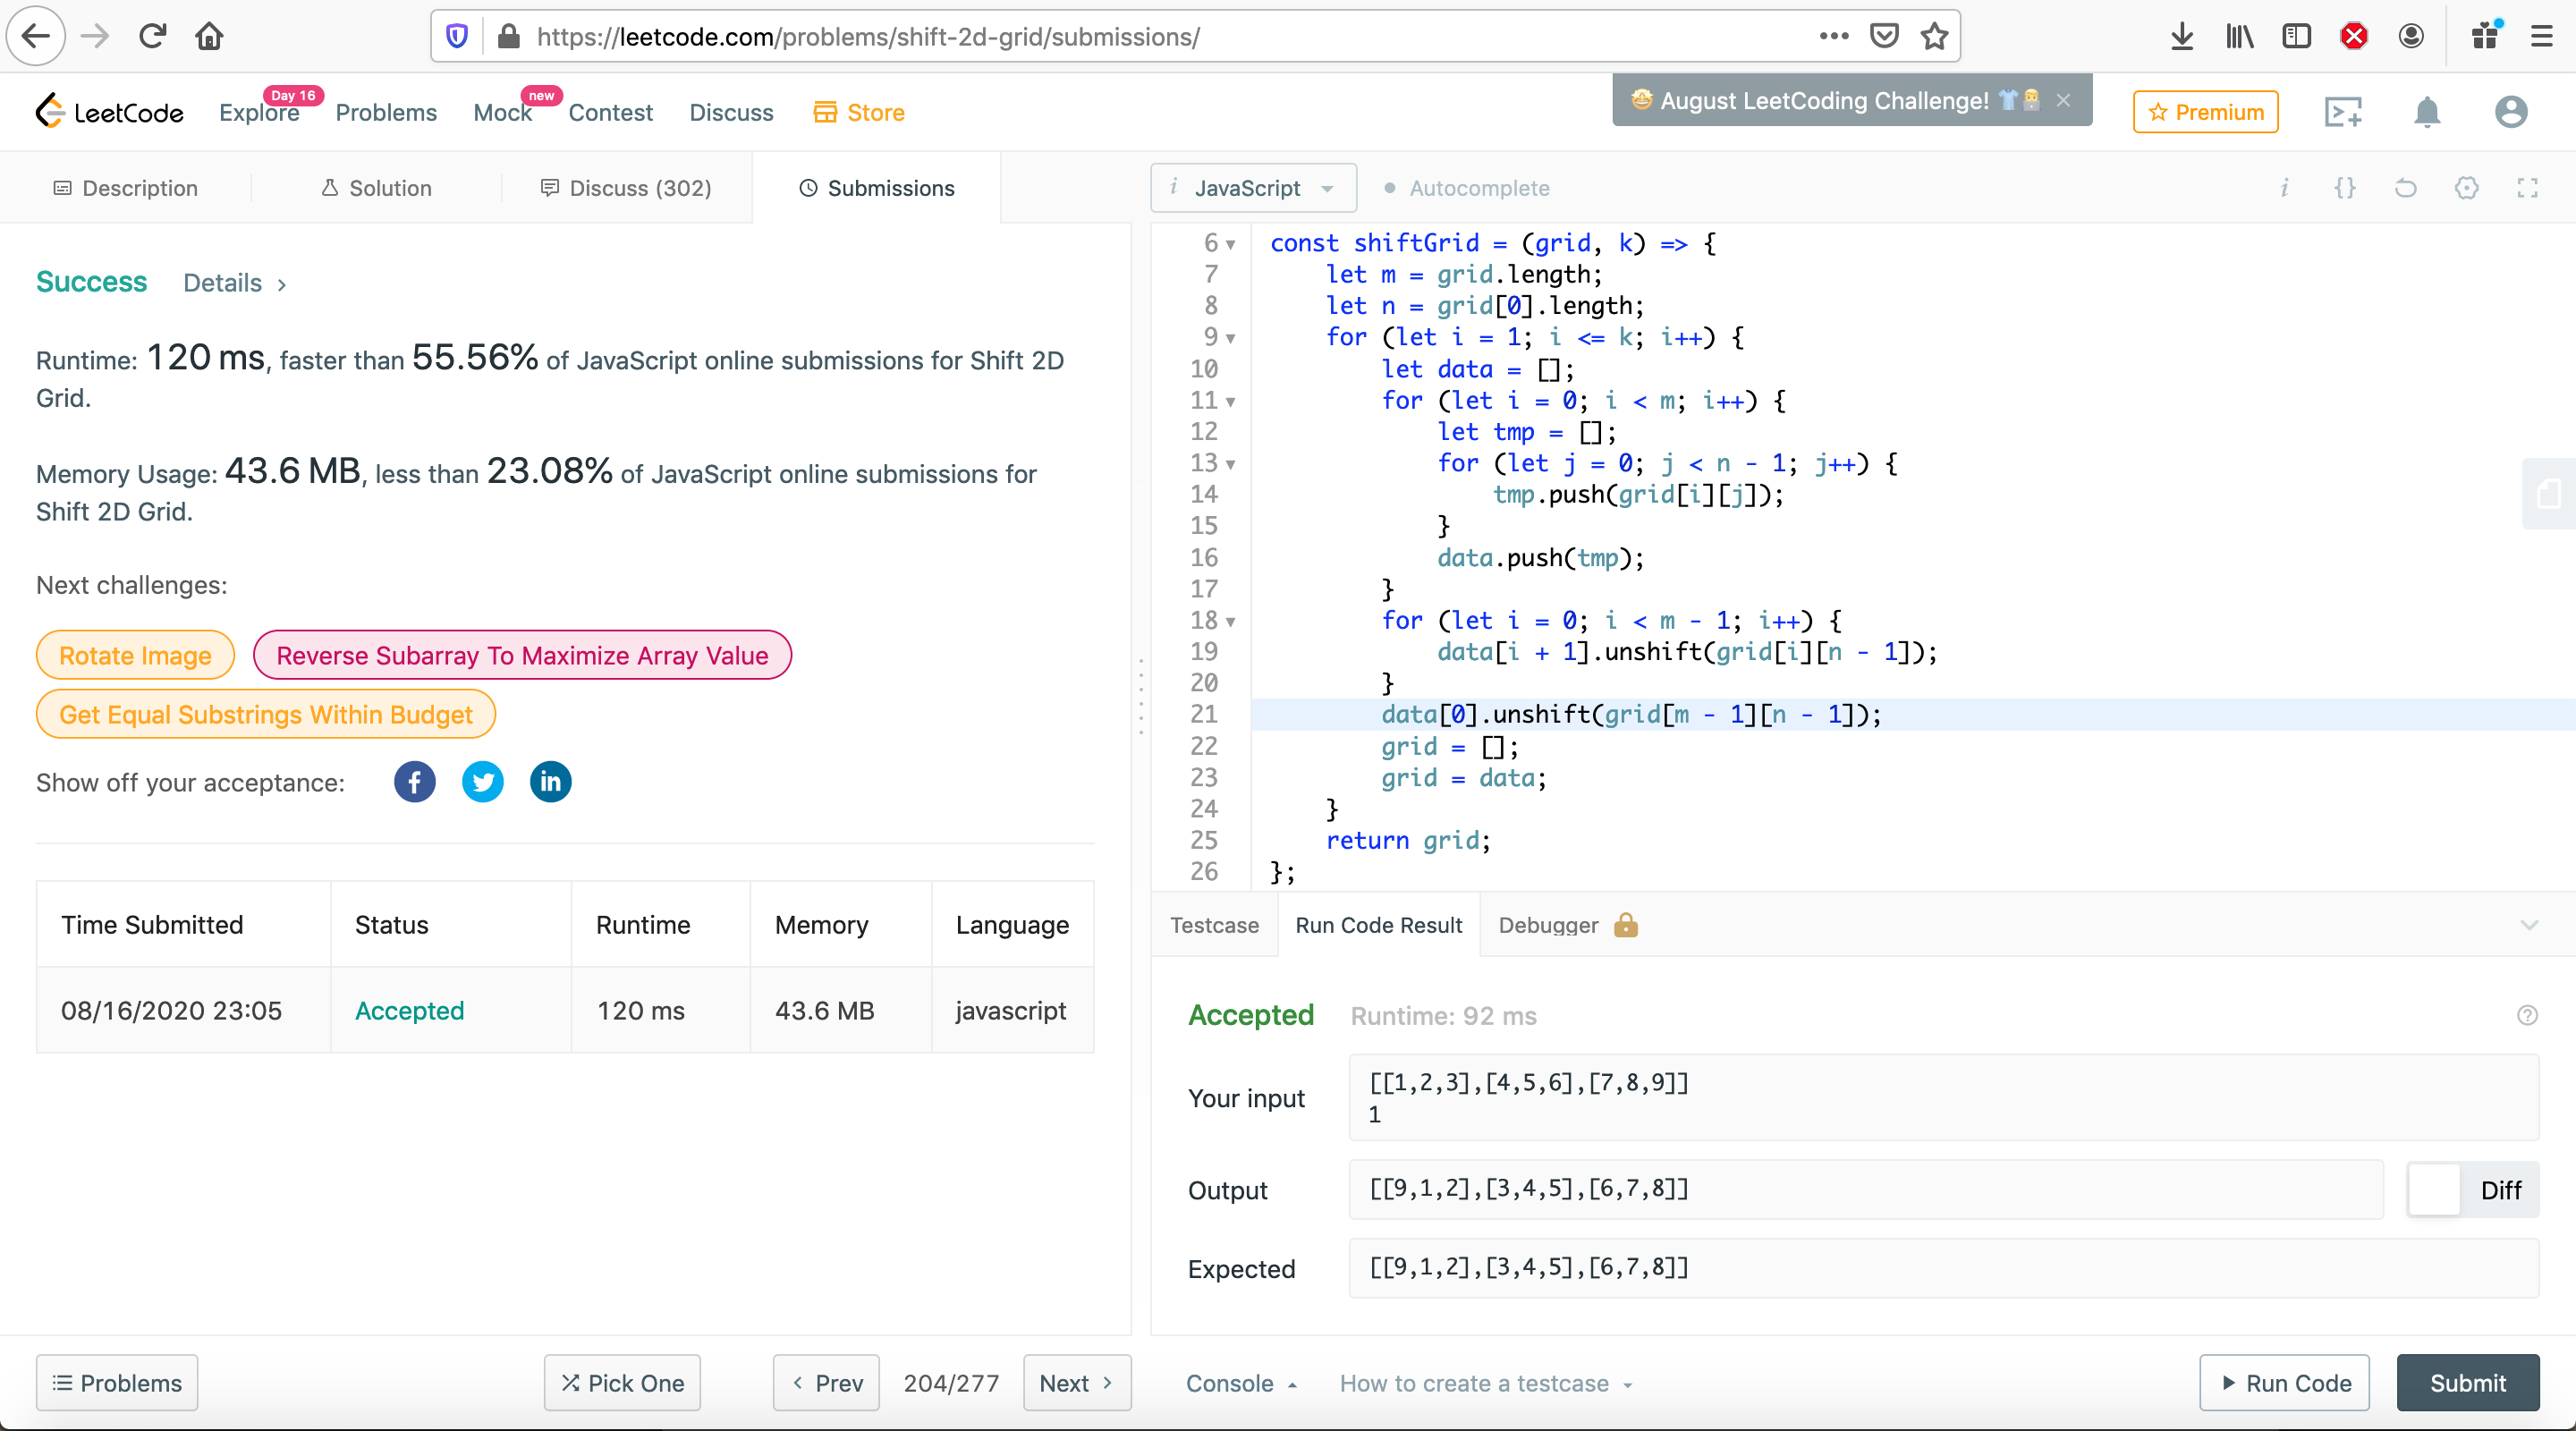 https://leetcode.com/problems/shift-2d-grid/submissions/
LeetCode
Explore
Day 16
Problems
Mock
new
Contest
Discuss
Store
August LeetCoding Challenge!
Premium
Description
Solution
Discuss (302)
Submissions
i JavaScript
Autocomplete
i {}
Success Details >
Runtime: 120 ms, faster than 55.56% of JavaScript online submissions for Shift 2D
Grid.
Memory Usage: 43.6 MB, less than 23.08% of JavaScript online submissions for
Shift 2D Grid.
Next challenges:
Rotate Image
Reverse Subarray To Maximize Array Value
Get Equal Substrings Within Budget
Show off your acceptance:
f
in
Time Submitted Status Runtime Memory Language
08/16/2020 23:05 Accepted 120 ms 43.6 MB javascript
6 const shiftGrid = (grid, k) => {
7 let m = grid.length;
8 let n = grid[0].length;
9 for (let i = 1; i <= k; i++) {
10 let data = [];
11 for (let i = 0; i < m; i++) {
12 let tmp = [];
13 for (let j = 0; j < n - 1; j++) {
14 tmp.push(grid[i][j]);
15 }
16 data.push(tmp);
17 }
18 for (let i = 0; i < m - 1; i++) {
19 data[i + 1].unshift(grid[i][n - 1]);
20 }
21 data[0].unshift(grid[m - 1][n - 1]);
22 grid = [];
23 grid = data;
24 }
25 return grid;
26 };
Testcase Run Code Result Debugger
Accepted Runtime: 92 ms
?
Your input
[[1,2,3],[4,5,6],[7,8,9]]
1
Output
[[9,1,2],[3,4,5],[6,7,8]]
Diff
Expected
[[9,1,2],[3,4,5],[6,7,8]]
Problems
Pick One
< Prev
204/277
Next >
Console
How to create a testcase
Run Code
Submit